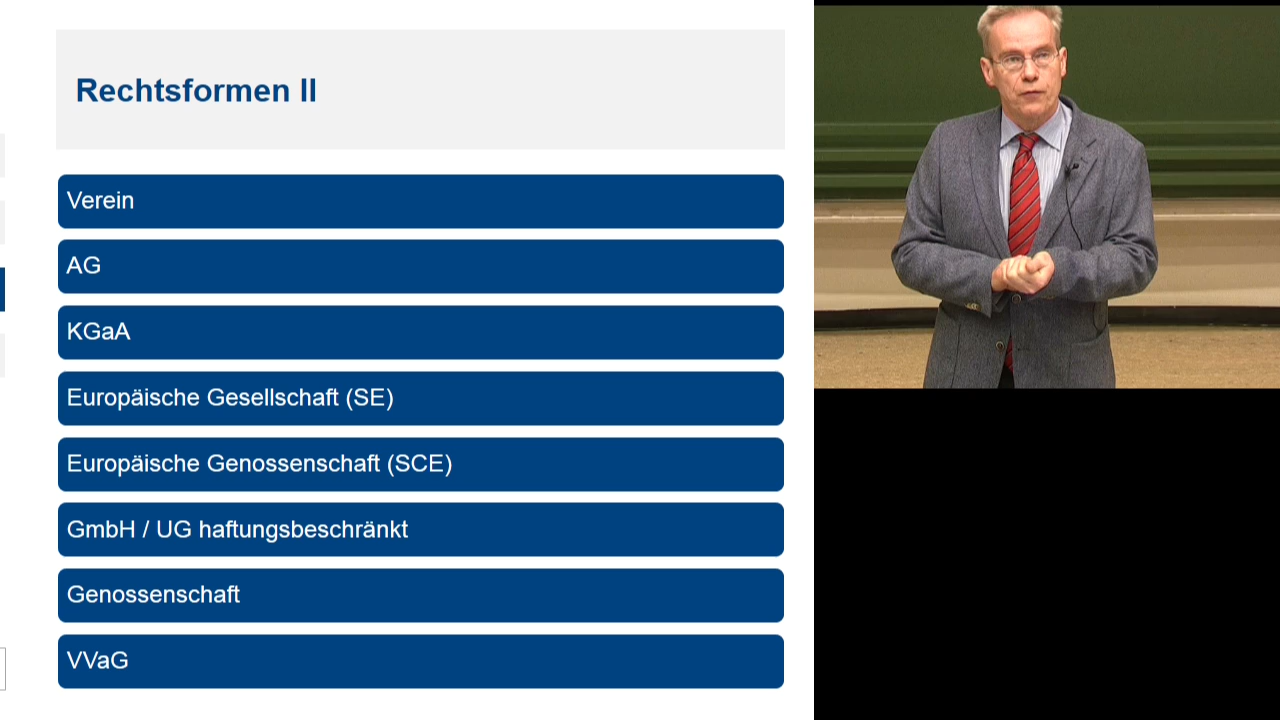 Rechtsformen II
Verein
AG
KGaA
Europäische Gesellschaft (SE)
Europäische Genossenschaft (SCE)
GmbH / UG haftungsbeschränkt
Genossenschaft
VVaG